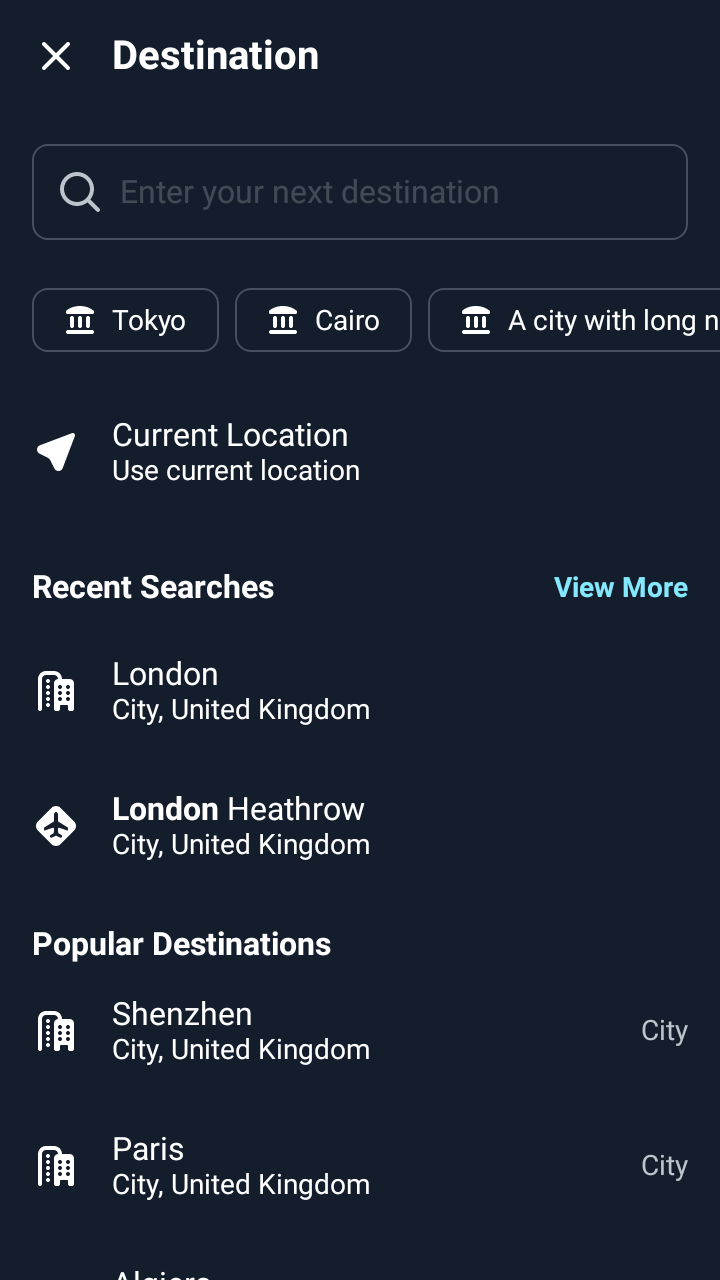 Destination
Enter your next destination
Tokyo
Cairo
A city with long n
Current Location
Use current location
Recent Searches
View More
London
City, United Kingdom
London Heathrow
City, United Kingdom
Popular Destinations
Shenzhen
City, United Kingdom
City
Paris
City, United Kingdom
City